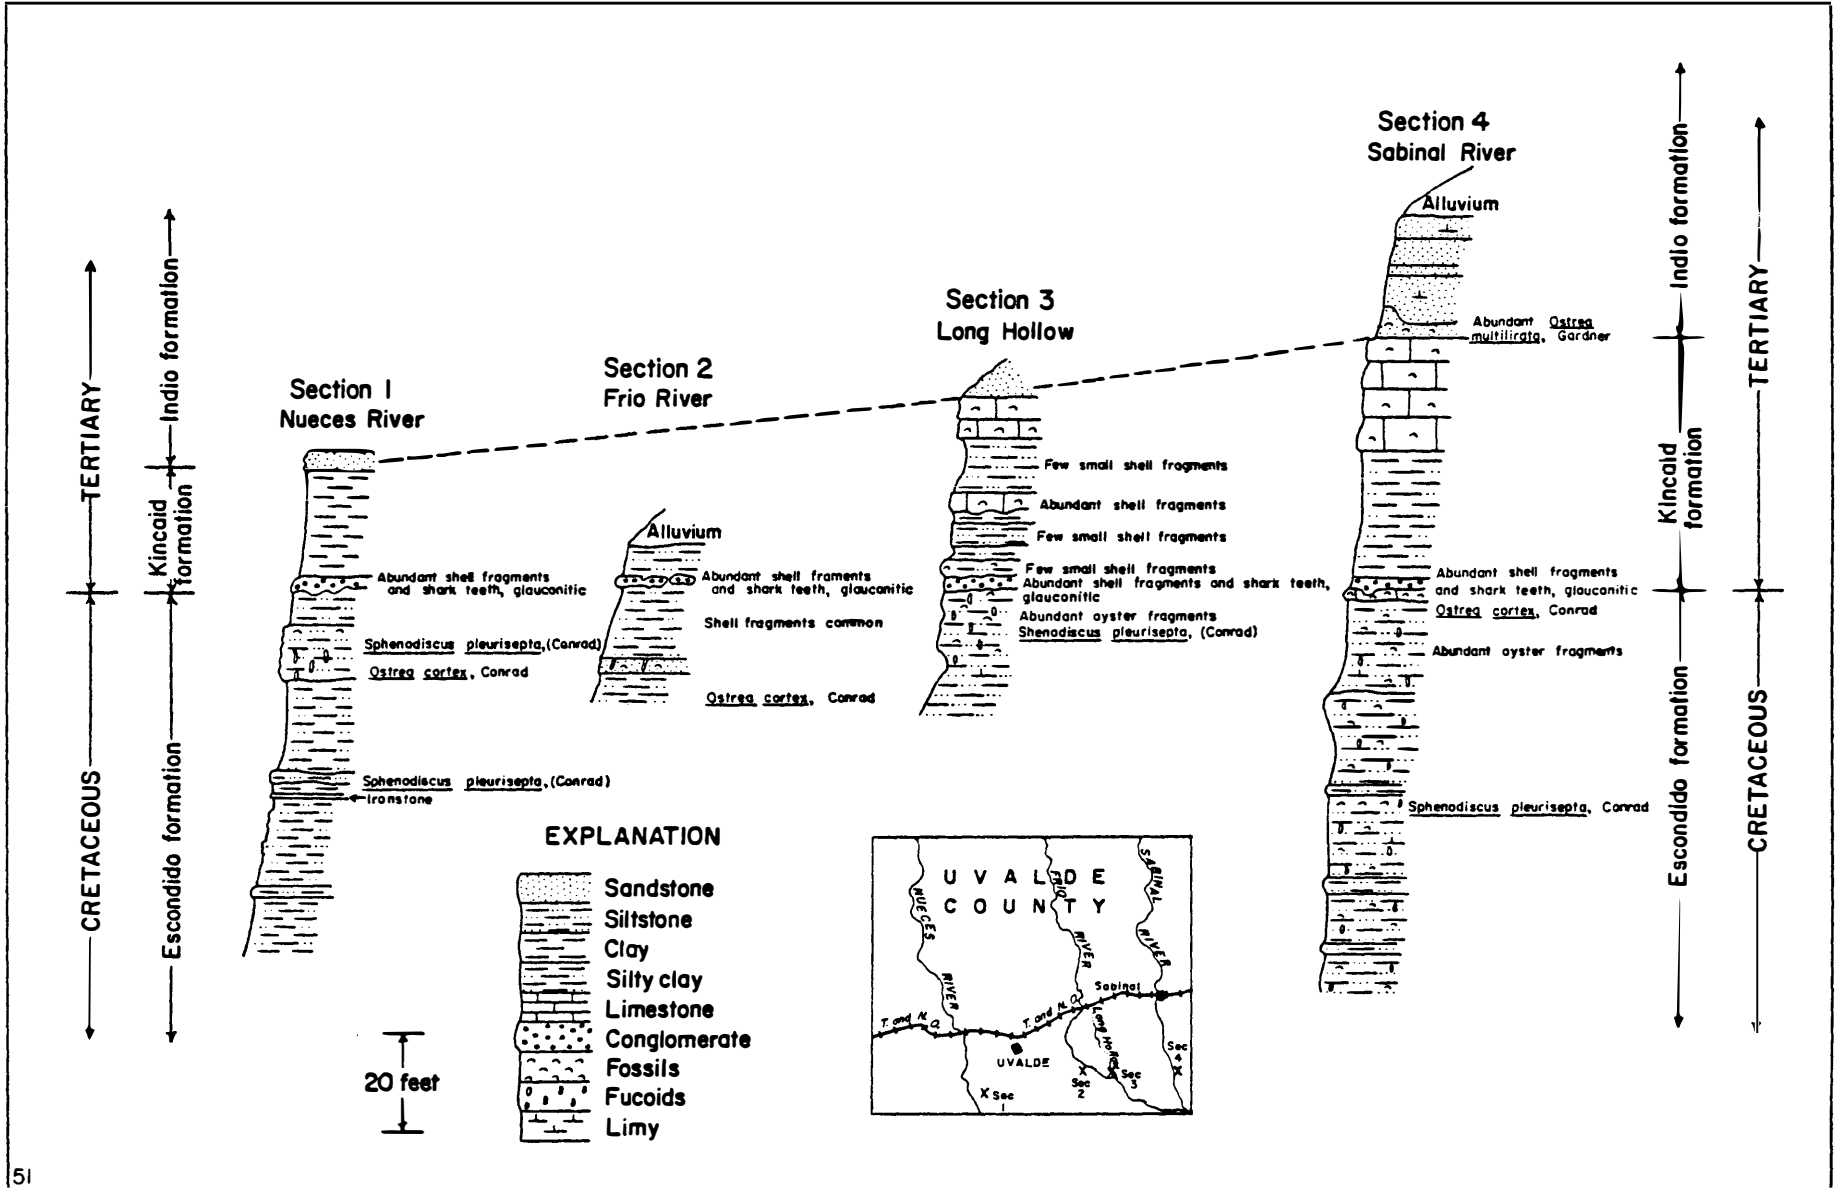 Section 4
Sabinal River
Alluvium
Indio formation
TERTIARY
Section 3
Long Hollow
Abundant Ostrea
multilirata, Gardner
Section 2
Frio River
Section 1
Nueces River
TERTIARY
Indio formation
Kincaid
formation
Kincaid
formation
Alluvium
Few small shell fragments
Abundant shell fragments
Few small shell fragments
Few small shell fragments
Abundant shell fragments and shark teeth,
glauconitic
Abundant oyster fragments
Shenodiscus pleurisepta, (Conrad)
Abundant shell fragments
and shark teeth, glauconitic
Abundant shell framents
and shark teeth, glauconitic
Shell fragments common
Ostrea cortex, Conrad
Abundant shell fragments
and shark teeth, glauconitic
Ostrea cortex, Conrad
Abundant oyster fragments
Sphenodiscus pleurisepta, Conrad
Sphenodiscus pleurisepta, (Conrad)
Ostrea cortex, Conrad
Sphenodiscus pleurisepta, (Conrad)
Ironstone
CRETACEOUS
Escondido formation
Escondido formation
CRETACEOUS
EXPLANATION
Sandstone
Siltstone
Clay
Silty clay
Limestone
Conglomerate
Fossils
Fucoids
Limy
20 feet
UVALDE
COUNTY
NUECES
RIVER
FRIO
RIVER
SABINAL
RIVER
Sabinal
T. and N. O.
T. and N. O.
Long Hollow
UVALDE
Sec
1
Sec
2
Sec
3
Sec
4
51